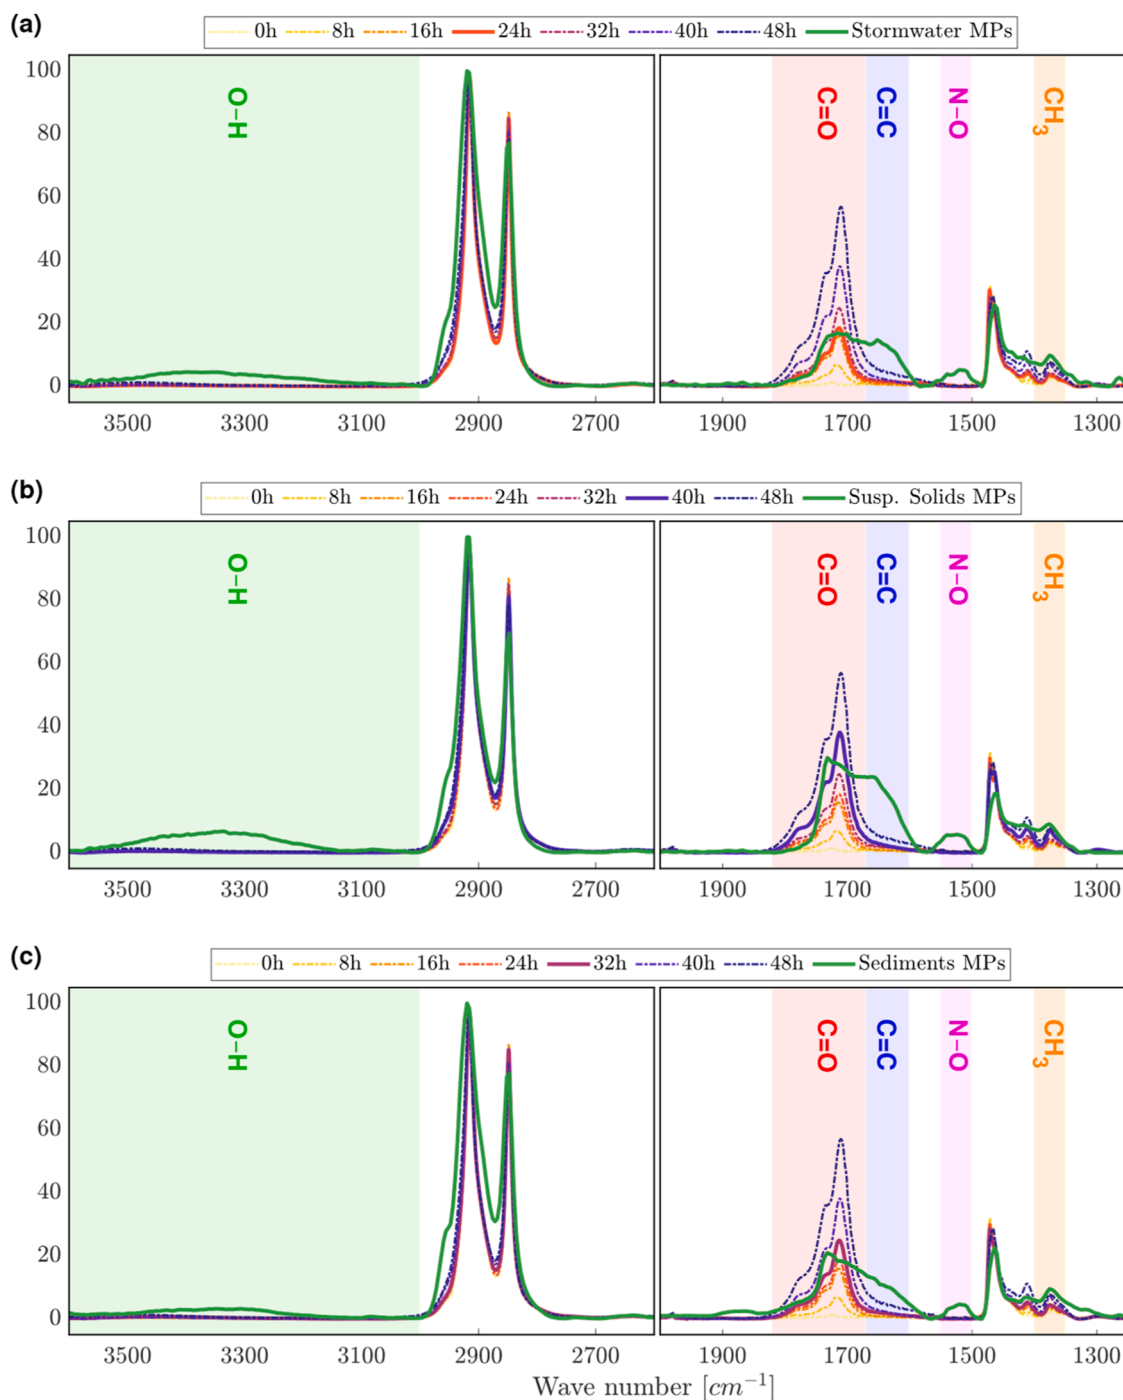 (a)
0h 8h 16h 24h 32h 40h 48h Stormwater MPs
100
80
60
40
20
0
H–O
C=O
C=C
N–O
CH3
3500 3300 3100 2900 2700 1900 1700 1500 1300
(b)
0h 8h 16h 24h 32h 40h 48h Susp. Solids MPs
100
80
60
40
20
0
H–O
C=O
C=C
N–O
CH3
3500 3300 3100 2900 2700 1900 1700 1500 1300
(c)
0h 8h 16h 24h 32h 40h 48h Sediments MPs
100
80
60
40
20
0
H–O
C=O
C=C
N–O
CH3
3500 3300 3100 2900 2700 1900 1700 1500 1300
Wave number [cm⁻¹]